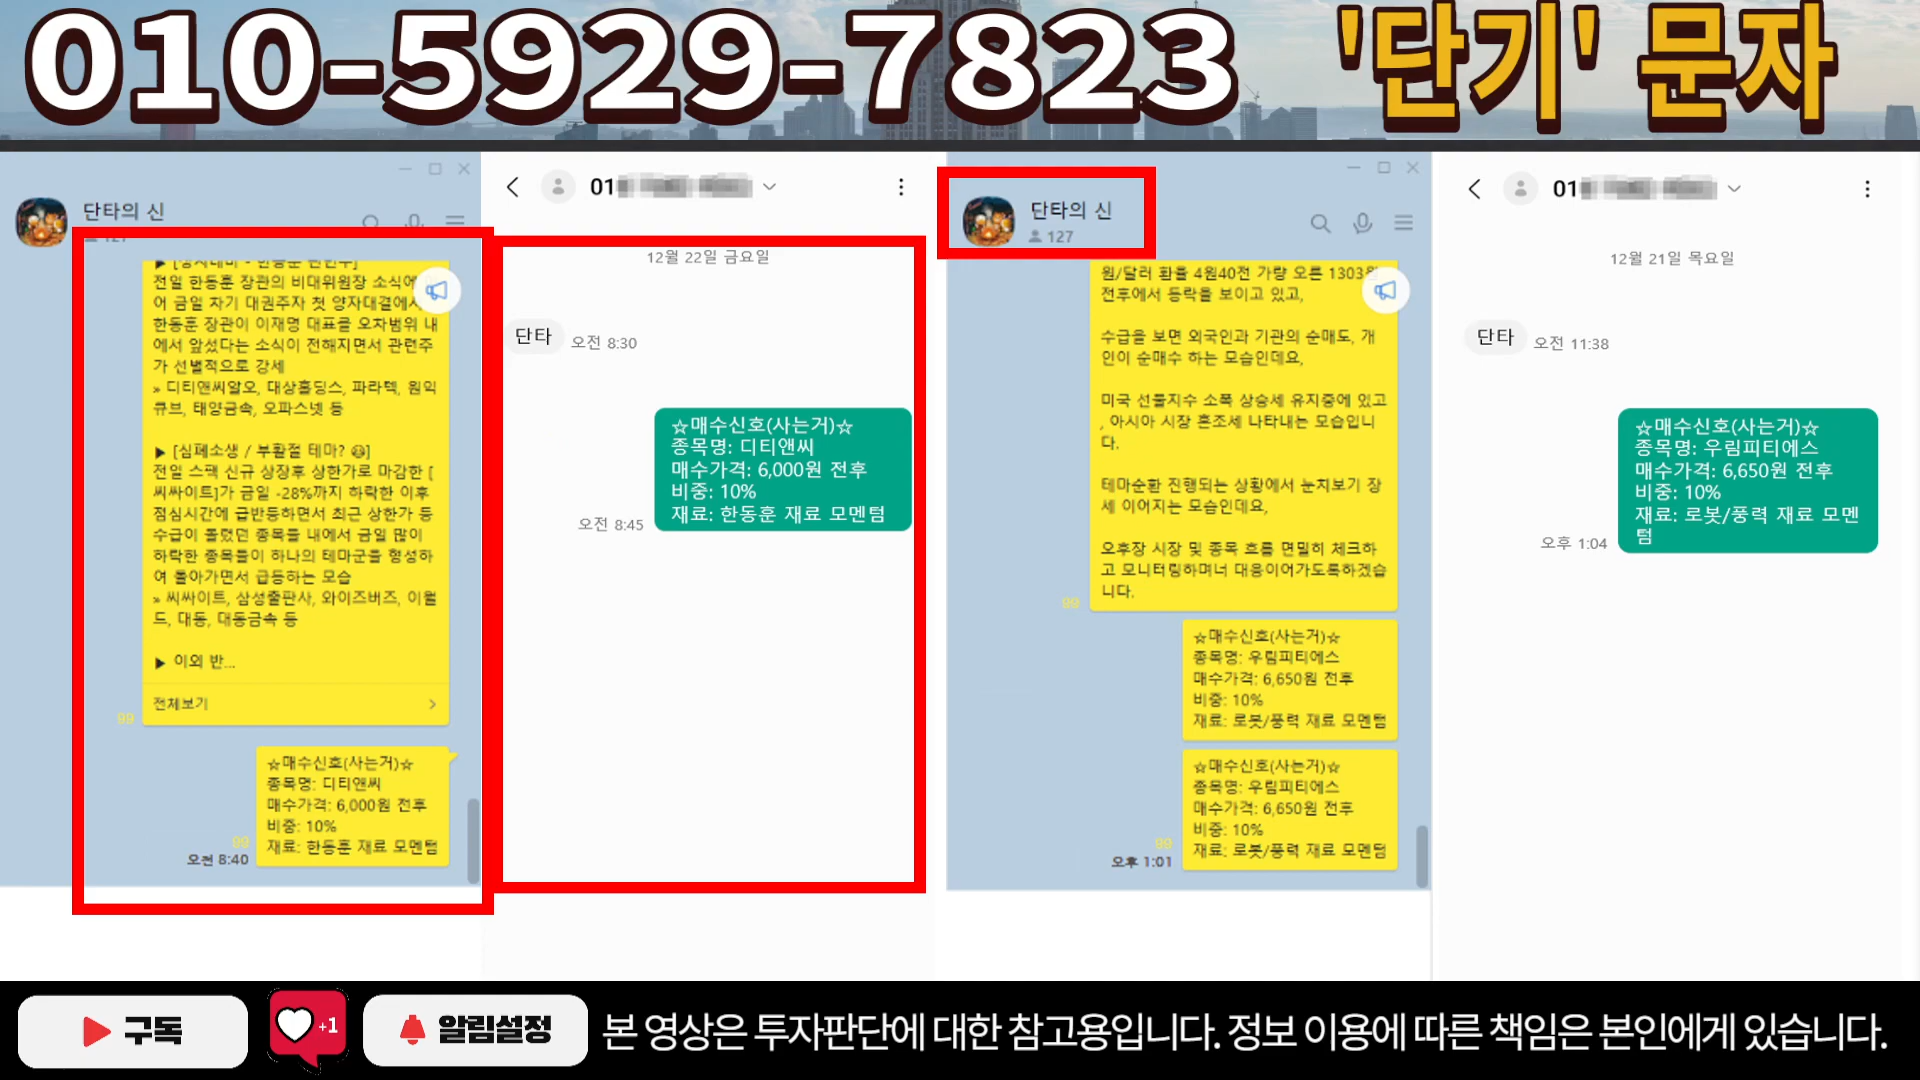 010-5929-7823 '단기' 문자
단타의 신
127
전일 한동훈 장관의 비대위원장 소식에
어 금일 차기 대권주자 첫 양자대결에서
한동훈 장관이 이재명 대표를 오차범위 내
에서 앞섰다는 소식이 전해지면서 관련주
가 선별적으로 강세
» 디티앤씨알오, 대상홀딩스, 파라텍, 원익
큐브, 태양금속, 오파스넷 등
▶ [심폐소생 / 부활절 테마? ]
전일 스팩 신규 상장후 상한가로 마감한 [
씨싸이트]가 금일 -28%까지 하락한 이후
점심시간에 급반등하면서 최근 상한가 등
수급이 몰렸던 종목들 내에서 금일 많이
하락한 종목들이 하나의 테마군을 형성하
여 돌아가면서 급등하는 모습
» 씨싸이트, 삼성출판사, 와이즈버즈, 이월
드, 대동, 대동금속 등
▶ 이외 반...
전체보기
99
☆매수신호(사는거)☆
종목명: 디티앤씨
매수가격: 6,000원 전후
비중: 10%
재료: 한동훈 재료 모멘텀
99
오전 8:40
01
12월 22일 금요일
단타
오전 8:30
☆매수신호(사는거)☆
종목명: 디티앤씨
매수가격: 6,000원 전후
비중: 10%
재료: 한동훈 재료 모멘텀
오전 8:45
단타의 신
127
원/달러 환율 4원40전 가량 오른 1303원
전후에서 등락을 보이고 있고,
수급을 보면 외국인과 기관의 순매도, 개
인이 순매수 하는 모습인데요,
미국 선물지수 소폭 상승세 유지중에 있고
, 아시아 시장 혼조세 나타내는 모습입니
다.
테마순환 진행되는 상황에서 눈치보기 장
세 이어지는 모습인데요,
오후장 시장 및 종목 흐름 면밀히 체크하
고 모니터링하며너 대응이어가도록하겠습
니다.
99
☆매수신호(사는거)☆
종목명: 우림피티에스
매수가격: 6,650원 전후
비중: 10%
재료: 로봇/풍력 재료 모멘텀
☆매수신호(사는거)☆
종목명: 우림피티에스
매수가격: 6,650원 전후
비중: 10%
재료: 로봇/풍력 재료 모멘텀
99
오후 1:01
01
12월 21일 목요일
단타
오전 11:38
☆매수신호(사는거)☆
종목명: 우림피티에스
매수가격: 6,650원 전후
비중: 10%
재료: 로봇/풍력 재료 모멘
텀
오후 1:04
구독
+1
알림설정
본 영상은 투자판단에 대한 참고용입니다. 정보 이용에 따른 책임은 본인에게 있습니다.